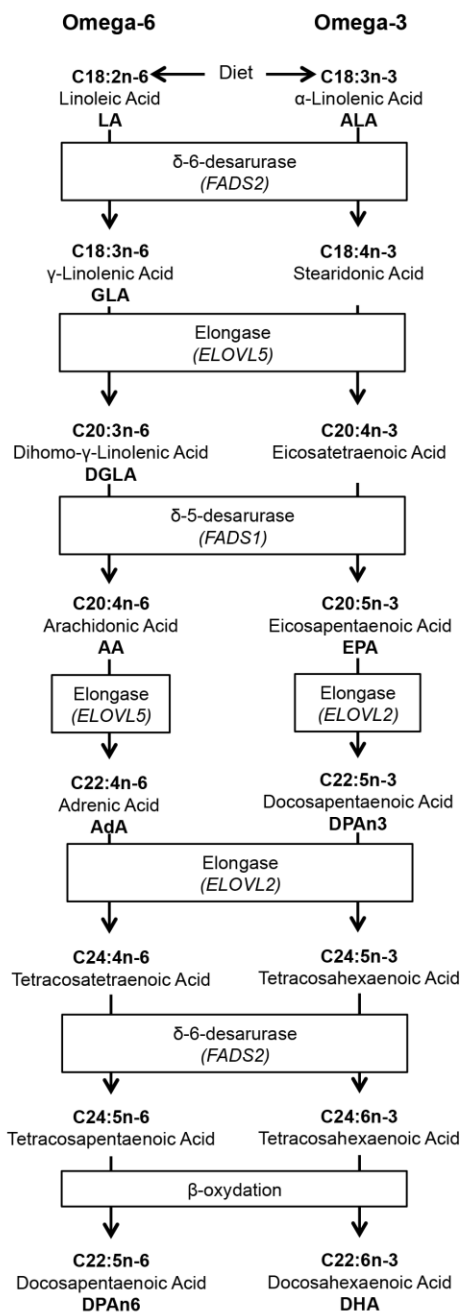 Omega-6 Omega-3
C18:2n-6 Diet C18:3n-3
Linoleic Acid α-Linolenic Acid
LA ALA
δ-6-desarurase
(FADS2)
C18:3n-6 C18:4n-3
γ-Linolenic Acid Stearidonic Acid
GLA
Elongase
(ELOVL5)
C20:3n-6 C20:4n-3
Dihomo-γ-Linolenic Acid Eicosatetraenoic Acid
DGLA
δ-5-desarurase
(FADS1)
C20:4n-6 C20:5n-3
Arachidonic Acid Eicosapentaenoic Acid
AA EPA
Elongase Elongase
(ELOVL5) (ELOVL2)
C22:4n-6 C22:5n-3
Adrenic Acid Docosapentaenoic Acid
AdA DPAn3
Elongase
(ELOVL2)
C24:4n-6 C24:5n-3
Tetracosatetraenoic Acid Tetracosahexaenoic Acid
δ-6-desarurase
(FADS2)
C24:5n-6 C24:6n-3
Tetracosapentaenoic Acid Tetracosahexaenoic Acid
β-oxydation
C22:5n-6 C22:6n-3
Docosapentaenoic Acid Docosahexaenoic Acid
DPAn6 DHA